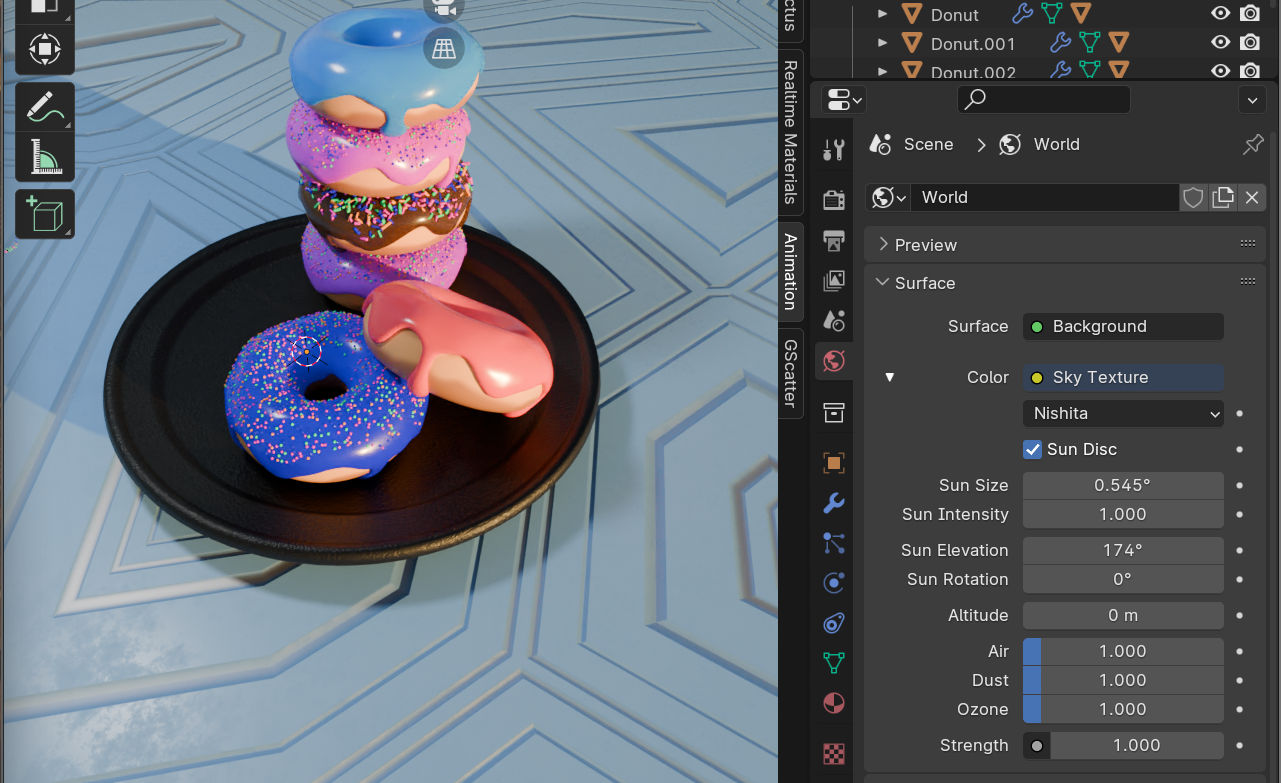 Donut
Donut.001
Donut.002
ctus
Realtime Materials
Animation
GScatter
Scene
World
World
Preview
Surface
Surface
Background
Color
Sky Texture
Nishita
Sun Disc
Sun Size 0.545°
Sun Intensity 1.000
Sun Elevation 174°
Sun Rotation 0°
Altitude 0 m
Air 1.000
Dust 1.000
Ozone 1.000
Strength 1.000